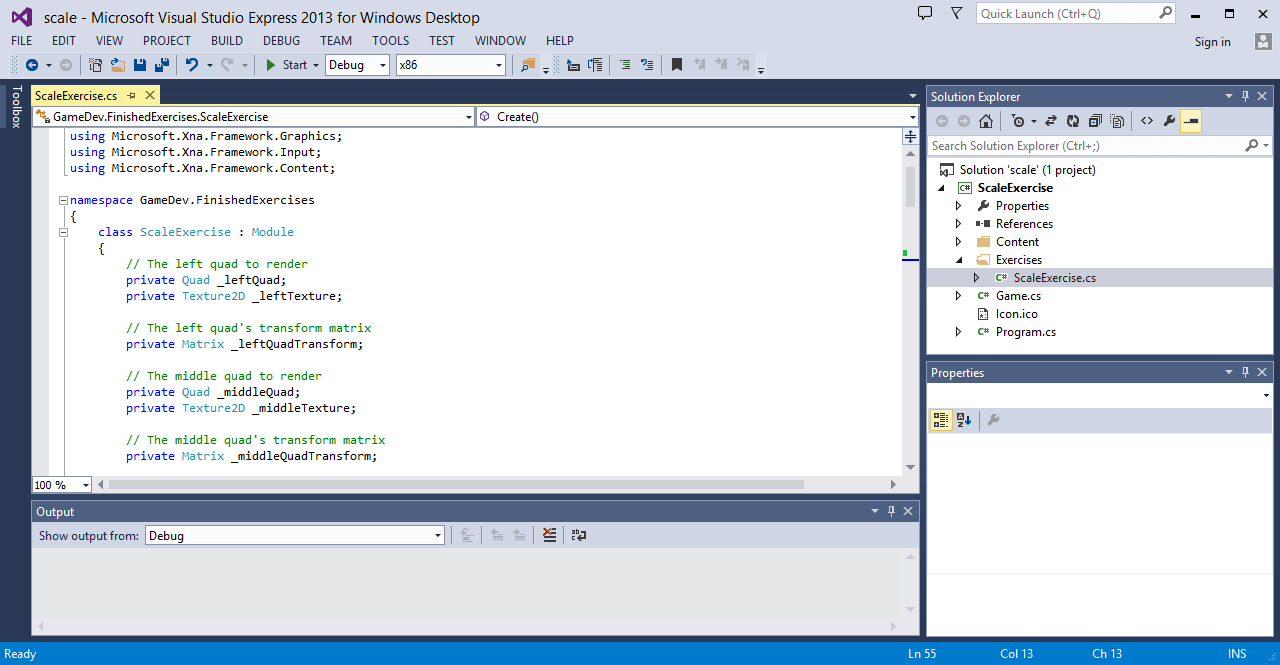 scale - Microsoft Visual Studio Express 2013 for Windows Desktop
Quick Launch (Ctrl+Q)
FILE EDIT VIEW PROJECT BUILD DEBUG TEAM TOOLS TEST WINDOW HELP
Sign in
Start Debug x86
Toolbox
ScaleExercise.cs
GameDev.FinishedExercises.ScaleExercise
Create()
using Microsoft.Xna.Framework.Graphics;
using Microsoft.Xna.Framework.Input;
using Microsoft.Xna.Framework.Content;
namespace GameDev.FinishedExercises
{
class ScaleExercise : Module
{
// The left quad to render
private Quad _leftQuad;
private Texture2D _leftTexture;
// The left quad's transform matrix
private Matrix _leftQuadTransform;
// The middle quad to render
private Quad _middleQuad;
private Texture2D _middleTexture;
// The middle quad's transform matrix
private Matrix _middleQuadTransform;
100 %
Output
Show output from: Debug
Solution Explorer
Search Solution Explorer (Ctrl+;)
Solution 'scale' (1 project)
C# ScaleExercise
Properties
References
Content
Exercises
C# ScaleExercise.cs
C# Game.cs
Icon.ico
C# Program.cs
Properties
Ready
Ln 55
Col 13
Ch 13
INS